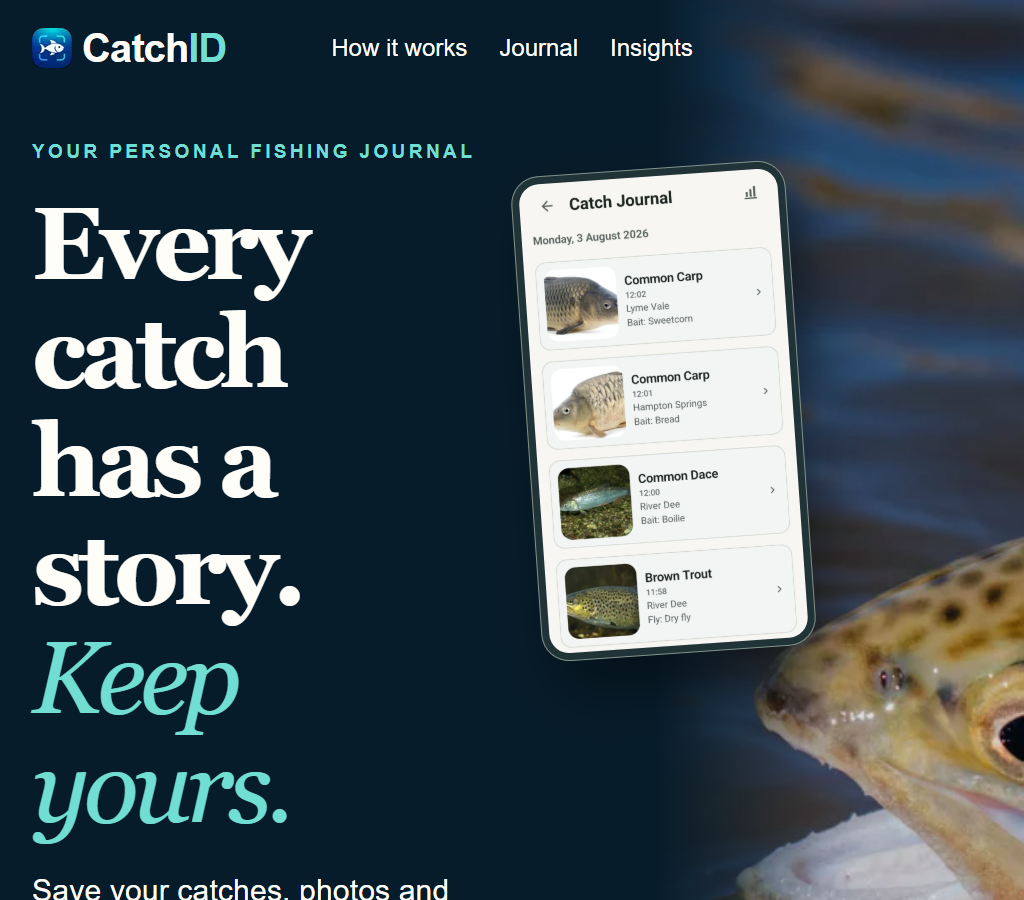 CatchID
How it works
Journal
Insights
YOUR PERSONAL FISHING JOURNAL
Every
catch
has a
story.
Keep
yours.
Save your catches, photos and
Catch Journal
Monday, 3 August 2026
Common Carp
12:02
Lyme Vale
Bait: Sweetcorn
Common Carp
12:01
Hampton Springs
Bait: Bread
Common Dace
12:00
River Dee
Bait: Boilie
Brown Trout
11:58
River Dee
Fly: Dry fly